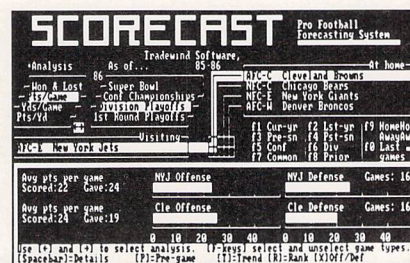 SCORECAST Pro Football
Forecasting System
Tradewind Software,
+Analysis As of... 85-86 At home
86
Won & Lost Super Bowl AFC-C Cleveland Browns
Pts/Game Conf Championships NFC-C Chicago Bears
Yds/Game Division Playoffs NFC-E New York Giants
Pts/Yd 1st Round Playoffs AFC-W Denver Broncos
Visiting f1 Cur-yr f2 Lst-yr f9 HomeHo
AFC-E New York Jets f3 Pre-sn f4 Pst-sn AwayAw
f5 Conf f6 Div f0 Last
f7 Common f8 Prior games
Avg pts per game NYJ Offense NYJ Defense Games: 16
Scored:22 Gave:24
Avg pts per game Cle Offense Cle Defense Games: 16
Scored:24 Gave:19
0 10 20 30 40 0 10 20 30 40
Use [+] and [+] to select analysis. (F-keys) select and unselect game types.
(Spacebar)=Details [P]=Pre-game [T]=Trend [R]=Rank [X]Off/Def